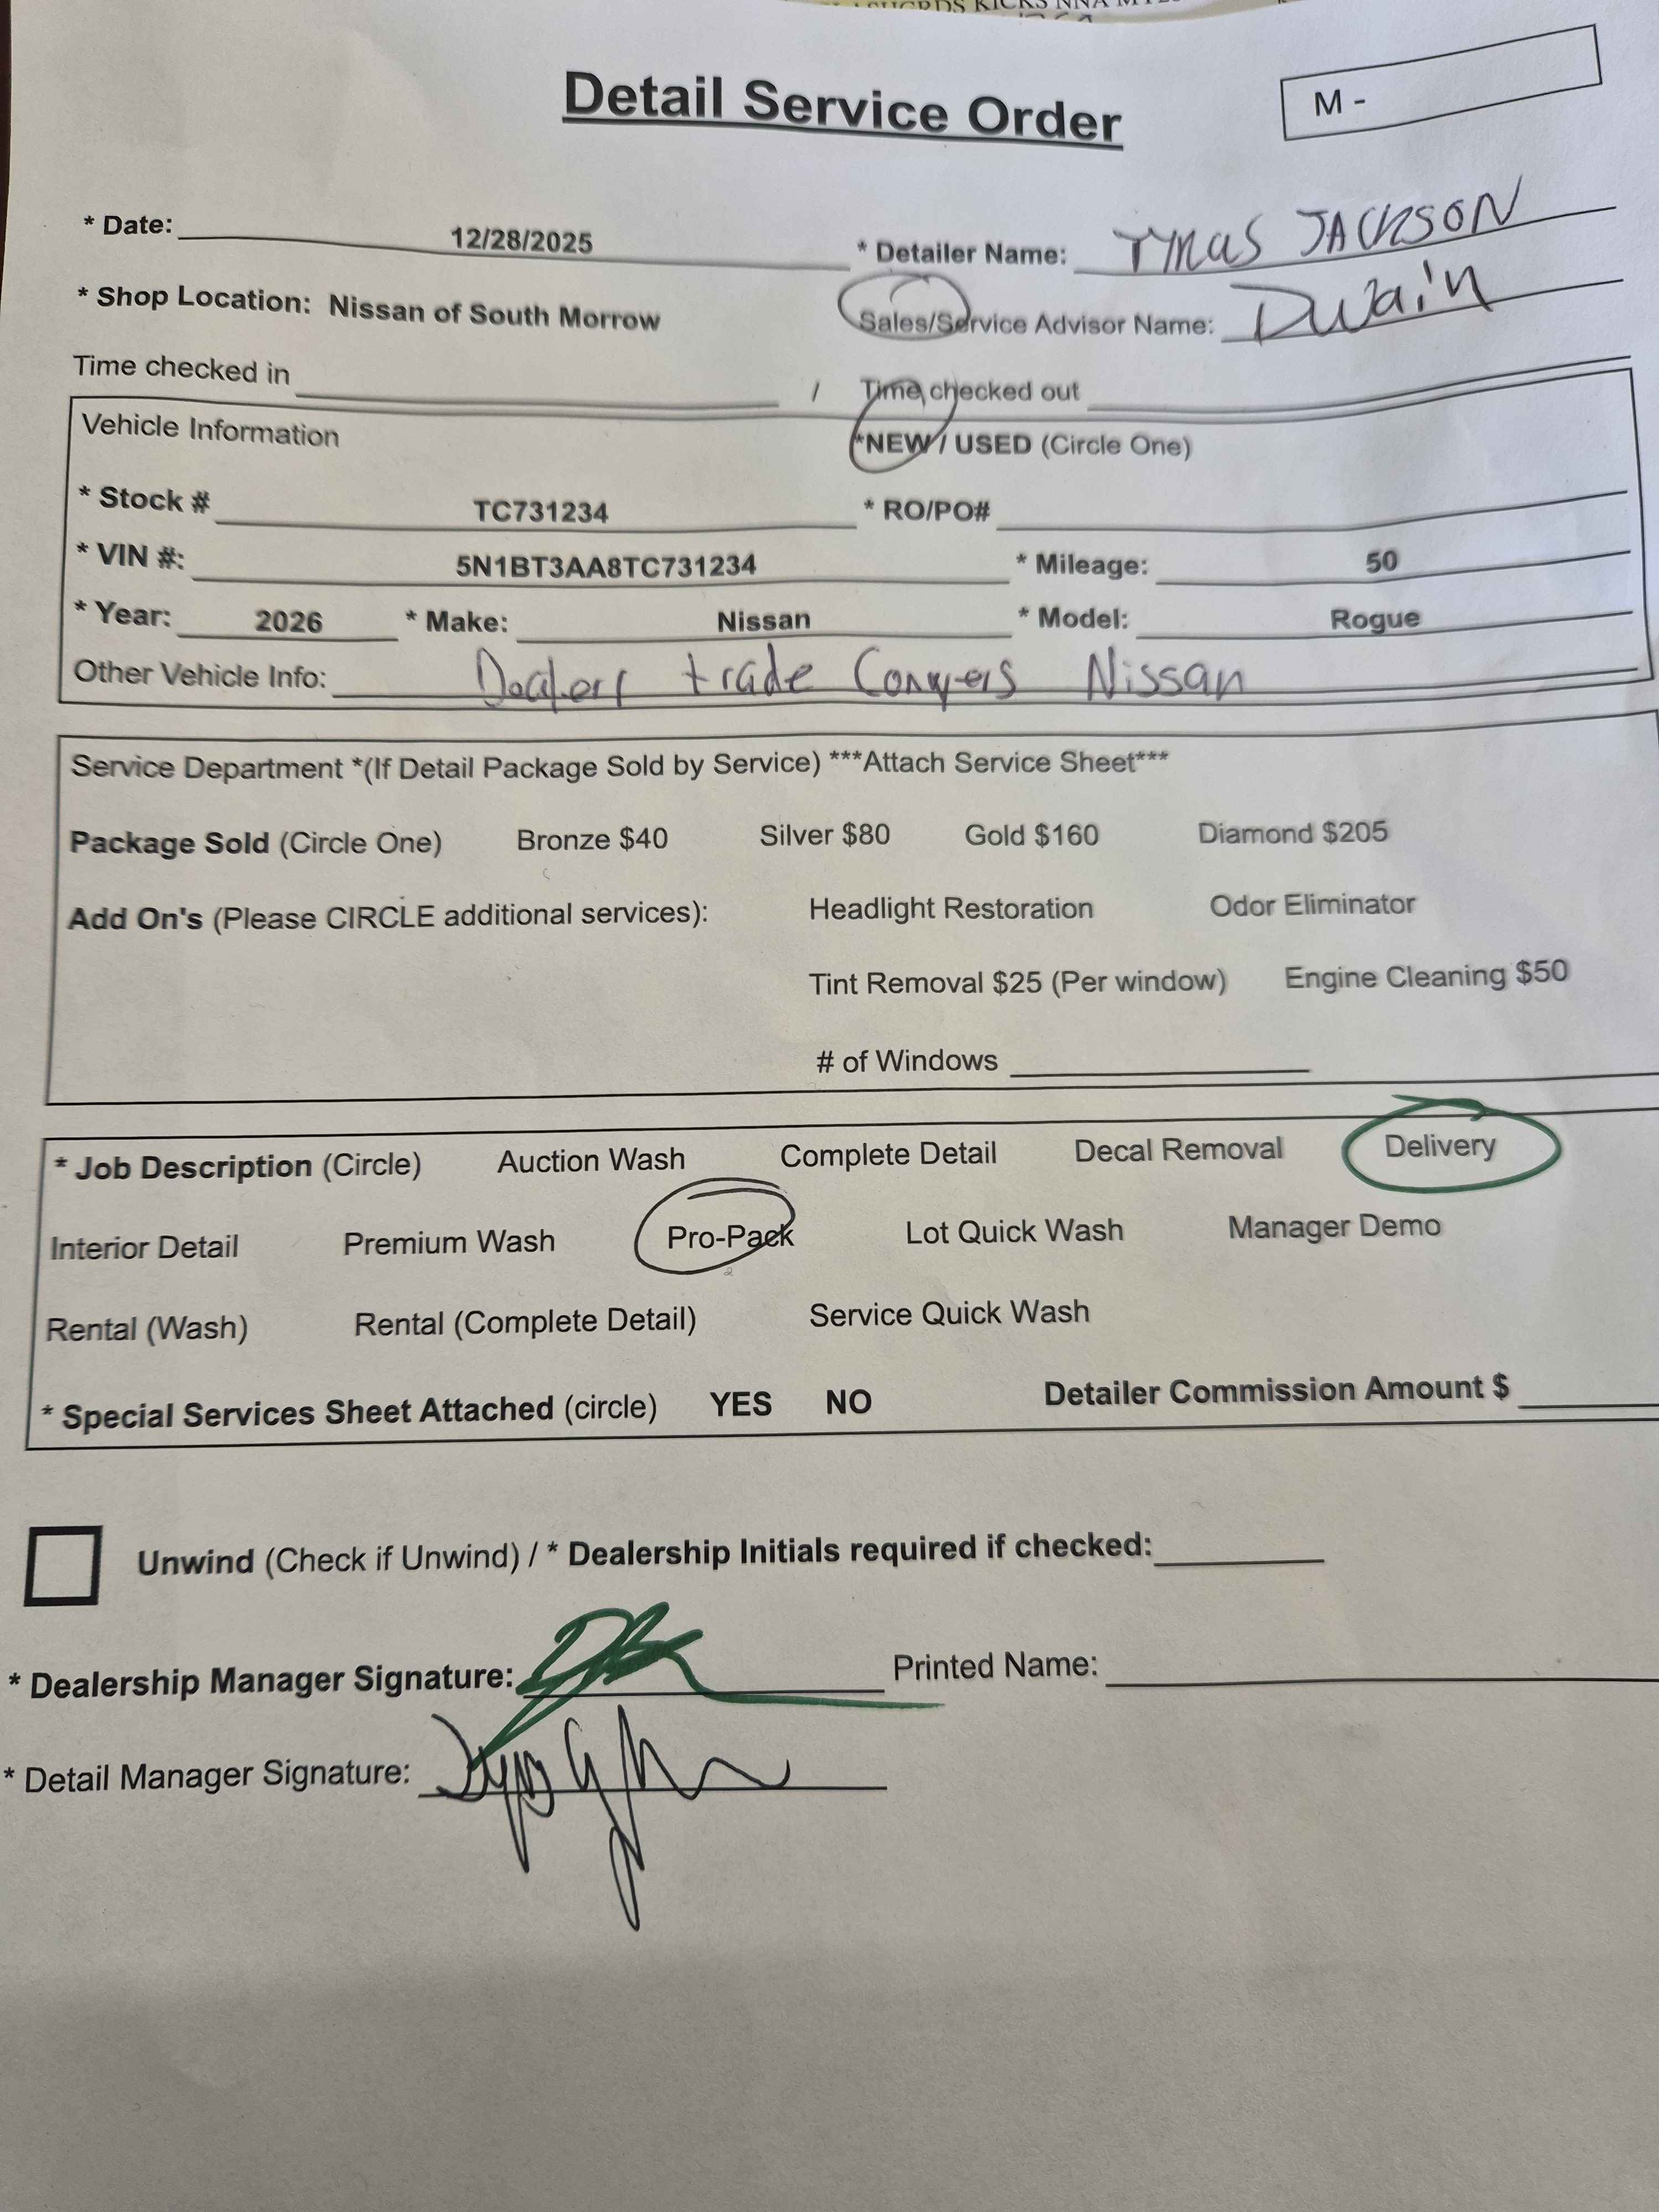 Detail Service Order
M -
* Date: 12/28/2025 * Detailer Name: JACKSON
* Shop Location: Nissan of South Morrow Sales/Service Advisor Name: Dwain
Time checked in / Time checked out
Vehicle Information *NEW / USED (Circle One)
* Stock # TC731234 * RO/PO#
* VIN #: 5N1BT3AA8TC731234 * Mileage: 50
* Year: 2026 * Make: Nissan * Model: Rogue
Other Vehicle Info: Dealer trade Conyers Nissan
Service Department *(If Detail Package Sold by Service) ***Attach Service Sheet***
Package Sold (Circle One) Bronze $40 Silver $80 Gold $160 Diamond $205
Add On's (Please CIRCLE additional services): Headlight Restoration Odor Eliminator
Tint Removal $25 (Per window) Engine Cleaning $50
# of Windows
* Job Description (Circle) Auction Wash Complete Detail Decal Removal Delivery
Interior Detail Premium Wash Pro-Pack Lot Quick Wash Manager Demo
Rental (Wash) Rental (Complete Detail) Service Quick Wash
* Special Services Sheet Attached (circle) YES NO Detailer Commission Amount $
Unwind (Check if Unwind) / * Dealership Initials required if checked:
* Dealership Manager Signature: Printed Name:
* Detail Manager Signature: